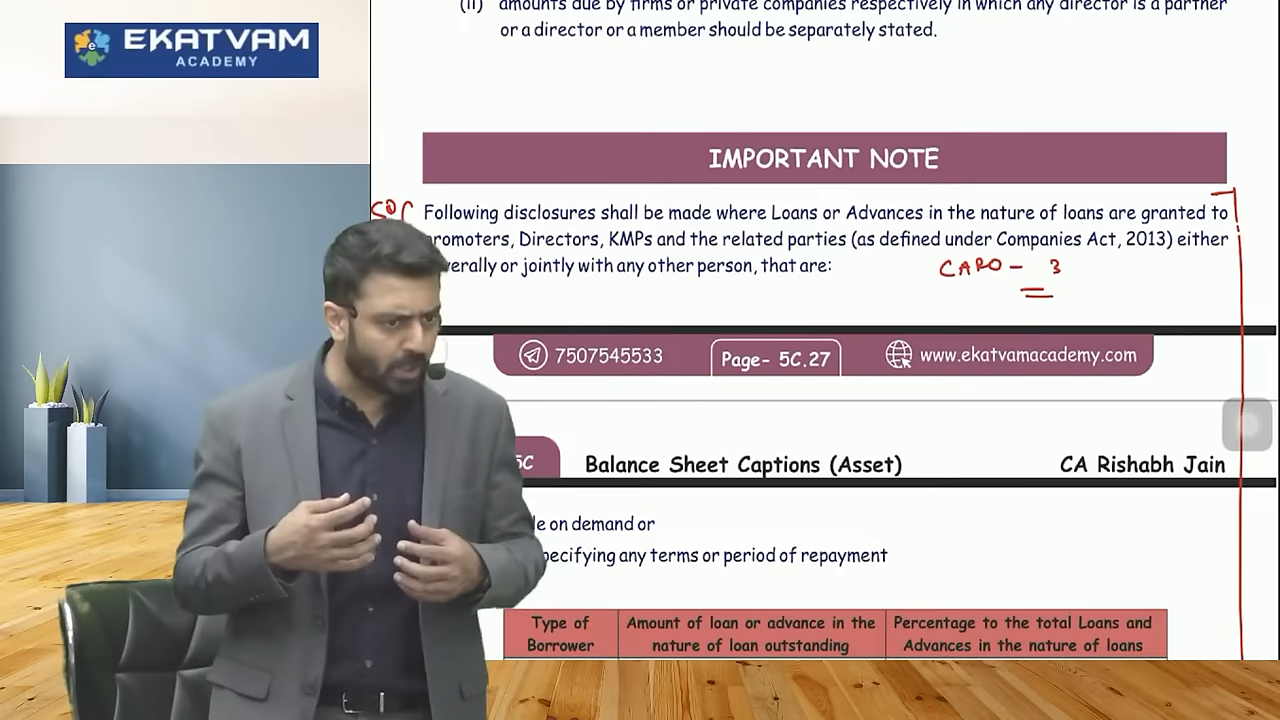 (ii) amounts due by firms or private companies respectively in which any director is a partner
or a director or a member should be separately stated.
EKATVAM
ACADEMY
IMPORTANT NOTE
Following disclosures shall be made where Loans or Advances in the nature of loans are granted to
romoters, Directors, KMPs and the related parties (as defined under Companies Act, 2013) either
erally or jointly with any other person, that are:
CARO - 3
7507545533
Page- 5C.27
www.ekatvamacademy.com
5C
Balance Sheet Captions (Asset)
CA Rishabh Jain
le on demand or
pecifying any terms or period of repayment
Type of Borrower
Amount of loan or advance in the nature of loan outstanding
Percentage to the total Loans and Advances in the nature of loans